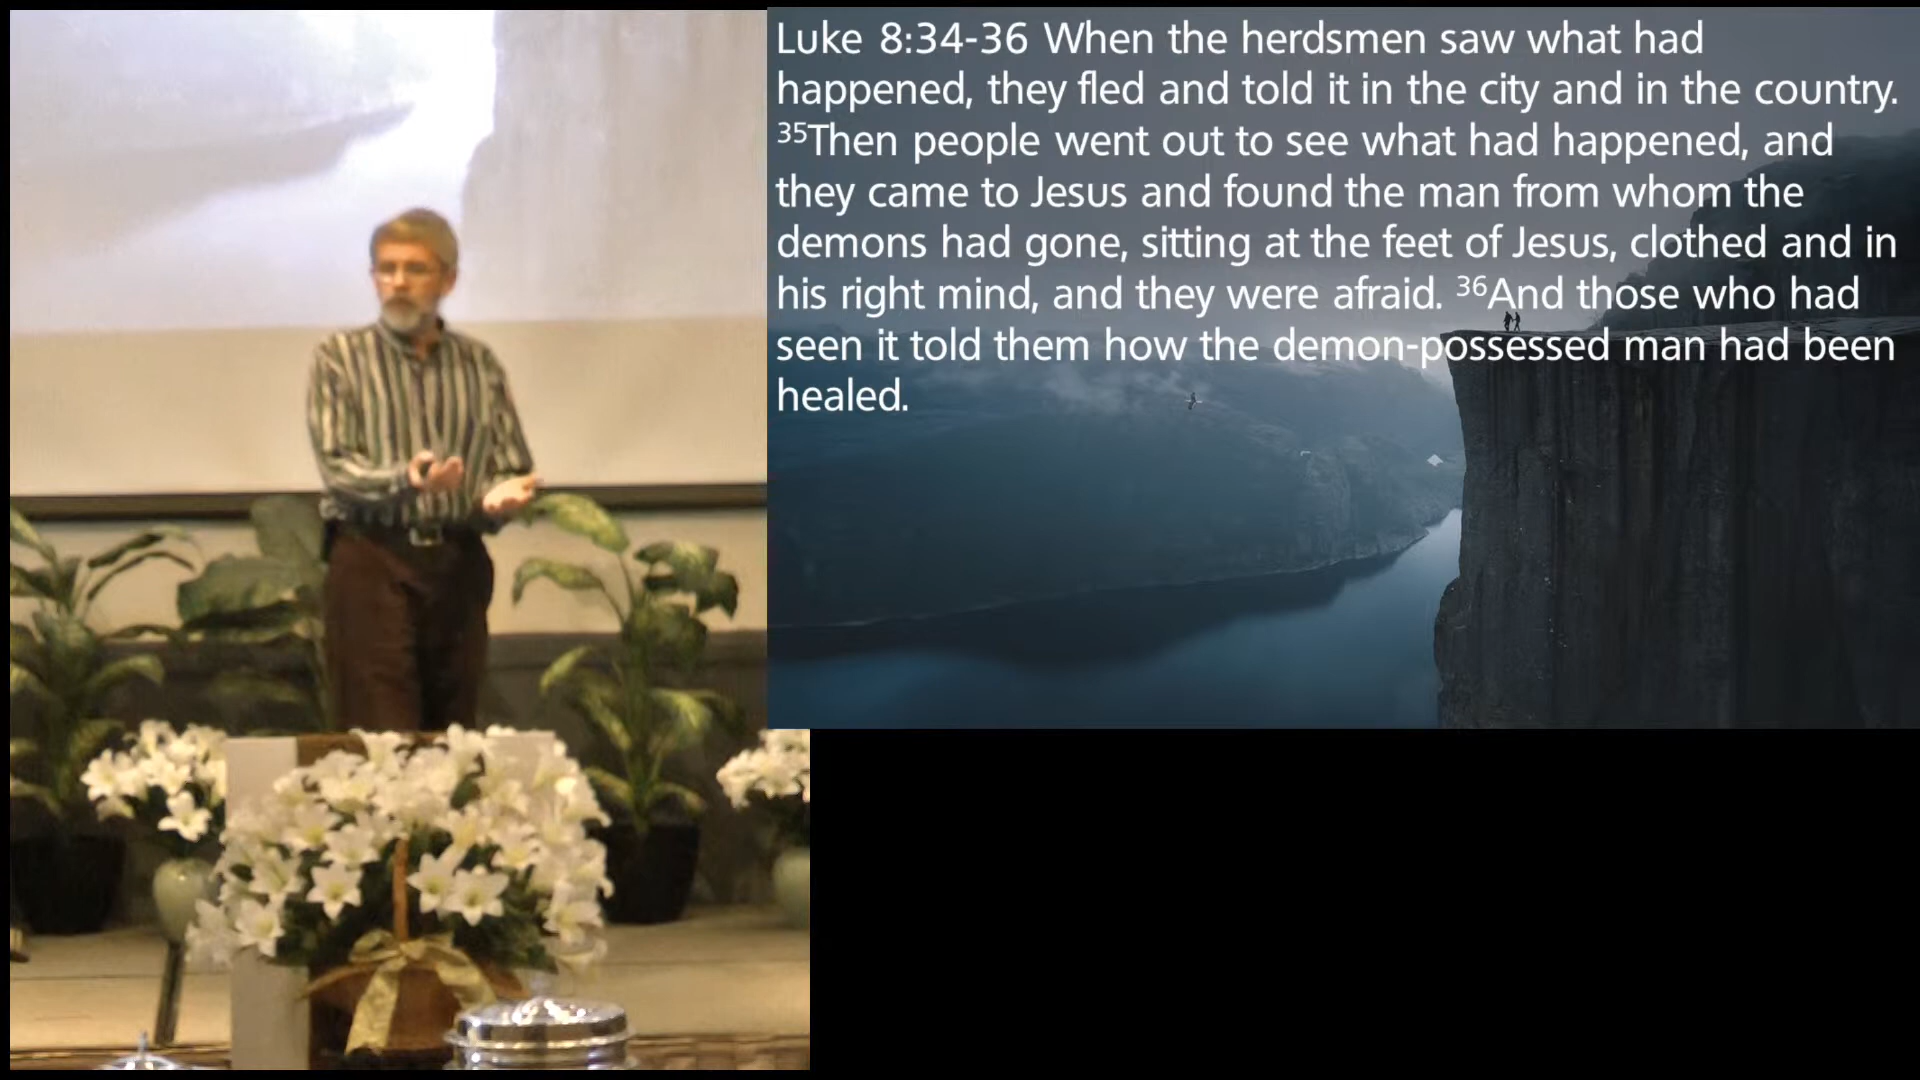 Luke 8:34-36 When the herdsmen saw what had
happened, they fled and told it in the city and in the country.
³⁵Then people went out to see what had happened, and
they came to Jesus and found the man from whom the
demons had gone, sitting at the feet of Jesus, clothed and in
his right mind, and they were afraid. ³⁶And those who had
seen it told them how the demon-possessed man had been
healed.